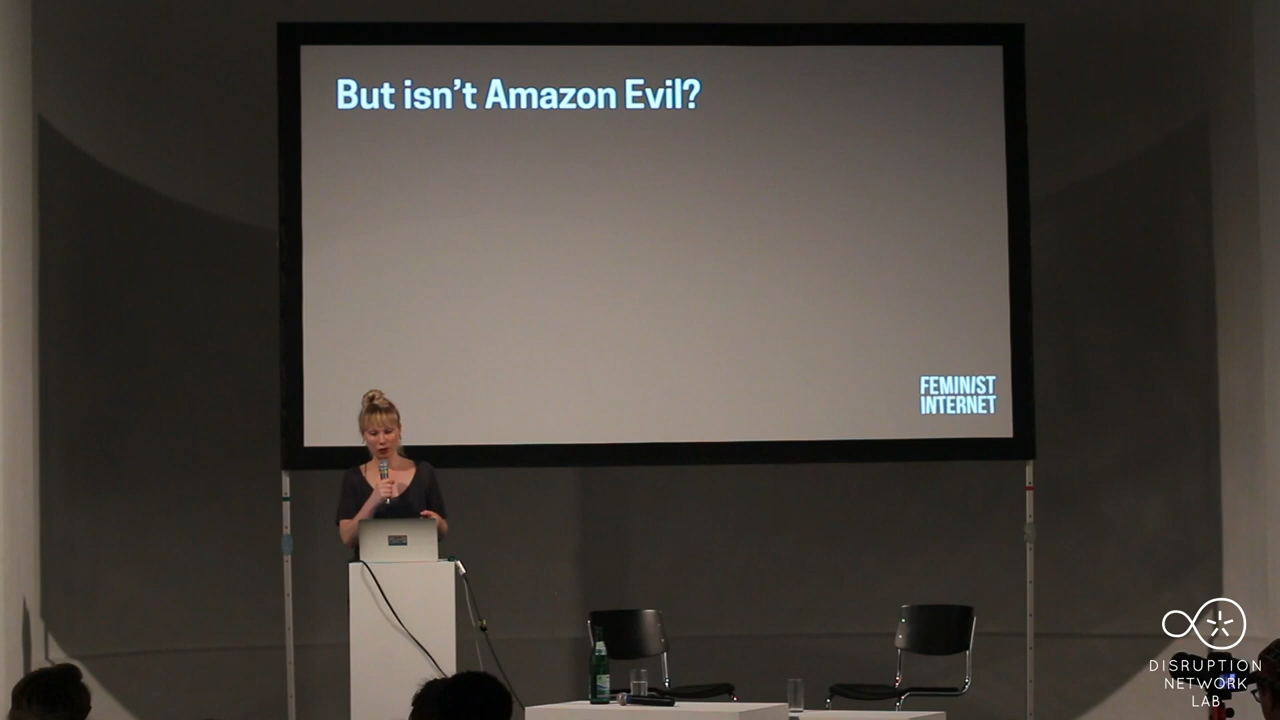 But isn't Amazon Evil?
FEMINIST
INTERNET
DISRUPTION
NETWORK
LAB